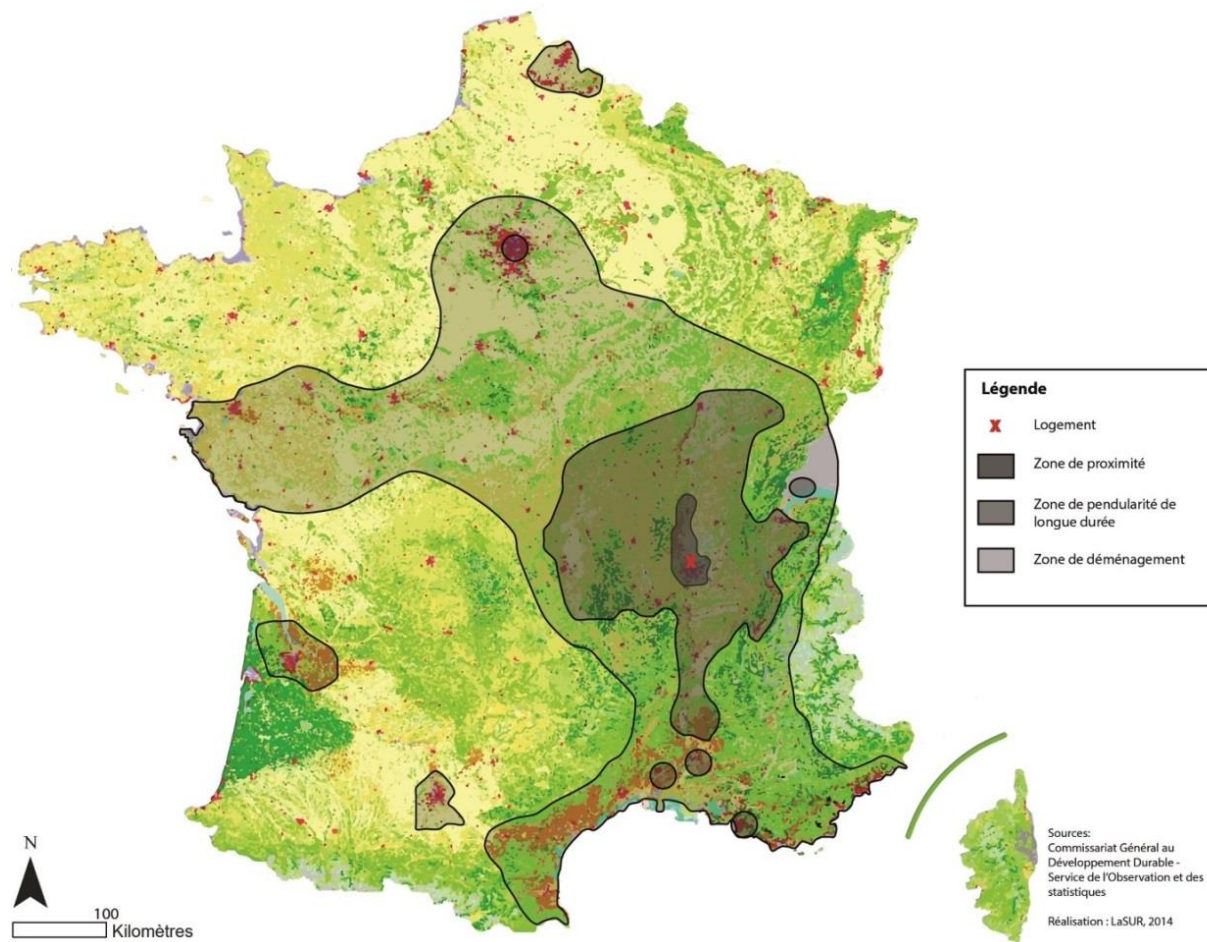 Légende
Logement
Zone de proximité
Zone de pendularité de
longue durée
Zone de déménagement
N
100
Kilomètres
Sources:
Commissariat Général au
Développement Durable -
Service de l'Observation et des
statistiques
Réalisation : LaSUR, 2014